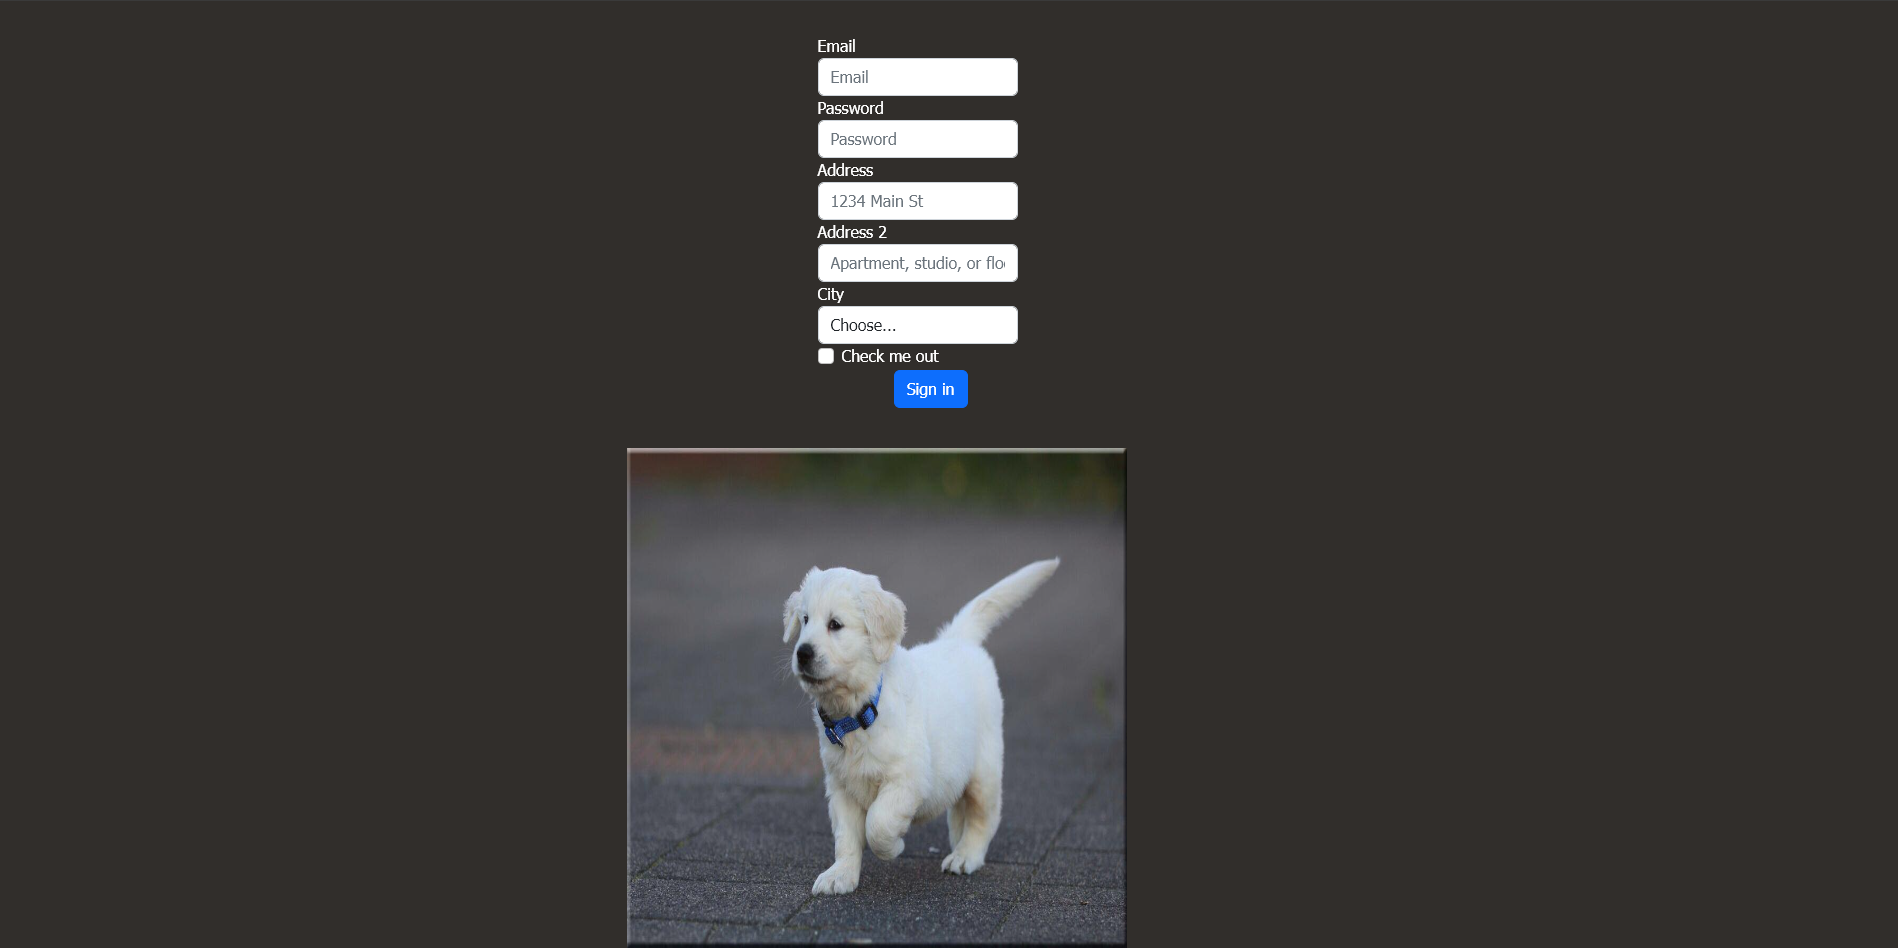 Email
Email
Password
Password
Address
1234 Main St
Address 2
Apartment, studio, or flo
City
Choose...
Check me out
Sign in